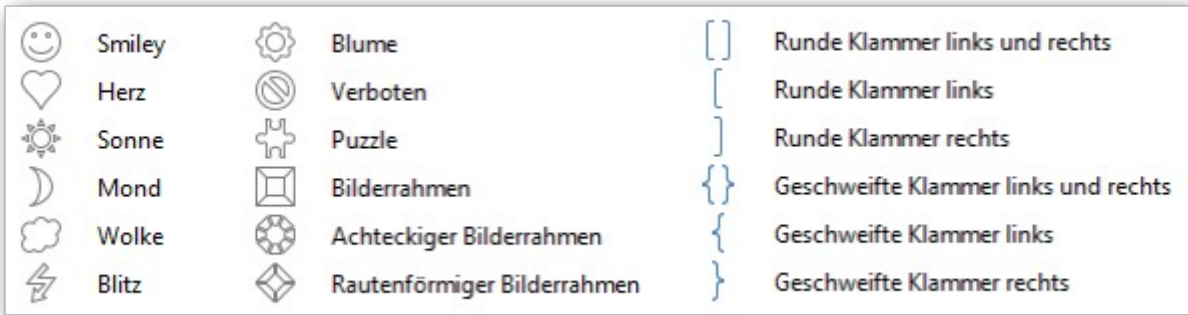 Smiley
Herz
Sonne
Mond
Wolke
Blitz
Blume
Verboten
Puzzle
Bilderrahmen
Achteckiger Bilderrahmen
Rautenförmiger Bilderrahmen
Runde Klammer links und rechts
Runde Klammer links
Runde Klammer rechts
Geschweifte Klammer links und rechts
Geschweifte Klammer links
Geschweifte Klammer rechts